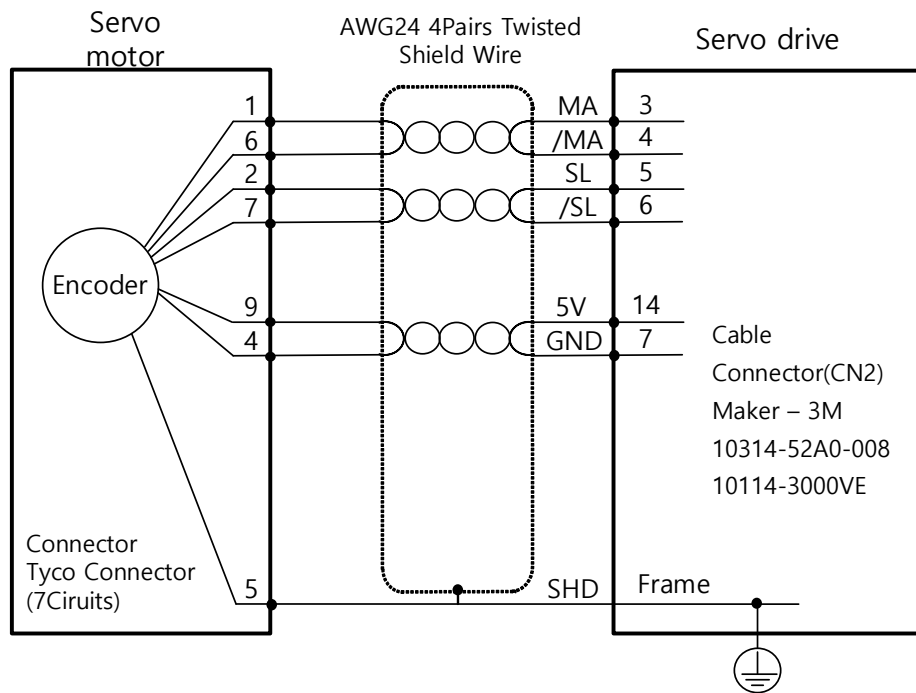 Servo
motor
AWG24 4Pairs Twisted
Shield Wire
Servo drive
1
MA
3
6
/MA
4
2
SL
5
7
/SL
6
Encoder
9
5V
14
4
GND
7
Cable
Connector(CN2)
Maker – 3M
10314-52A0-008
10114-3000VE
Connector
Tyco Connector
(7Ciruits)
5
SHD
Frame